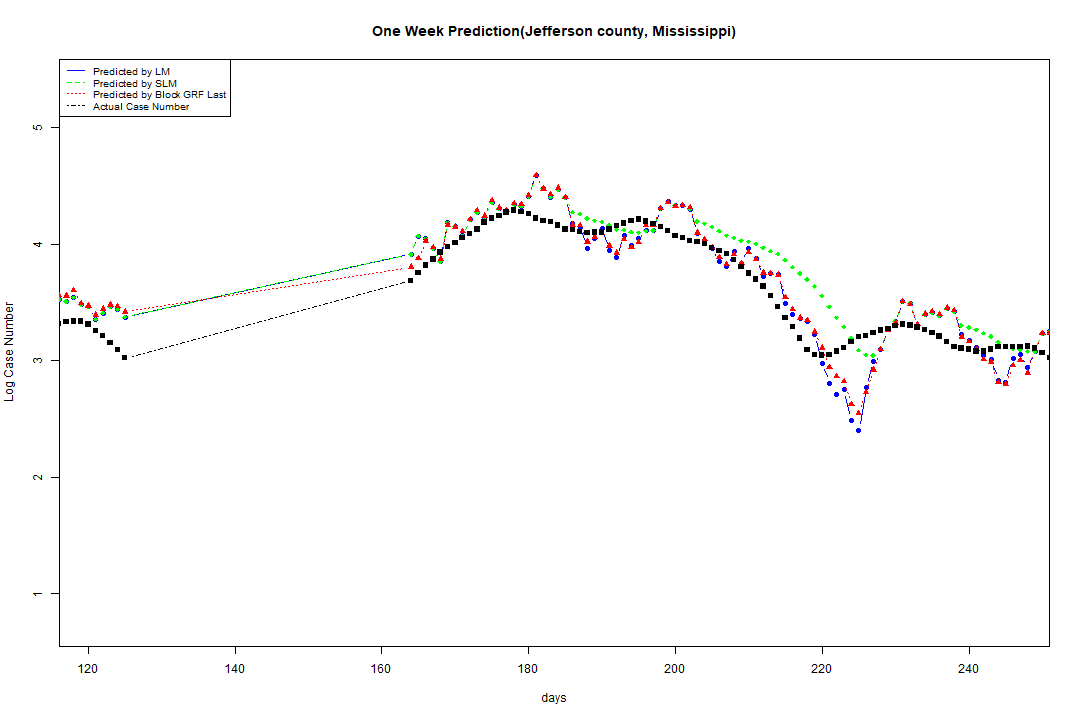 One Week Prediction(Jefferson county, Mississippi)
Predicted by LM
Predicted by SLM
Predicted by Block GRF Last
Actual Case Number
5
4
3
2
1
Log Case Number
120 140 160 180 200 220 240
days